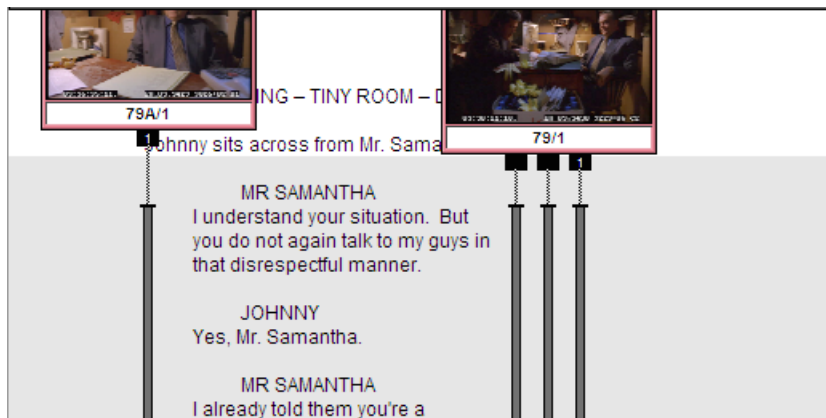 ING – TINY ROOM – D
79A/1
79/1
1
Johnny sits across from Mr. Sama
1
MR SAMANTHA
I understand your situation.  But
you do not again talk to my guys in
that disrespectful manner.
JOHNNY
Yes, Mr. Samantha.
MR SAMANTHA
I already told them you're a